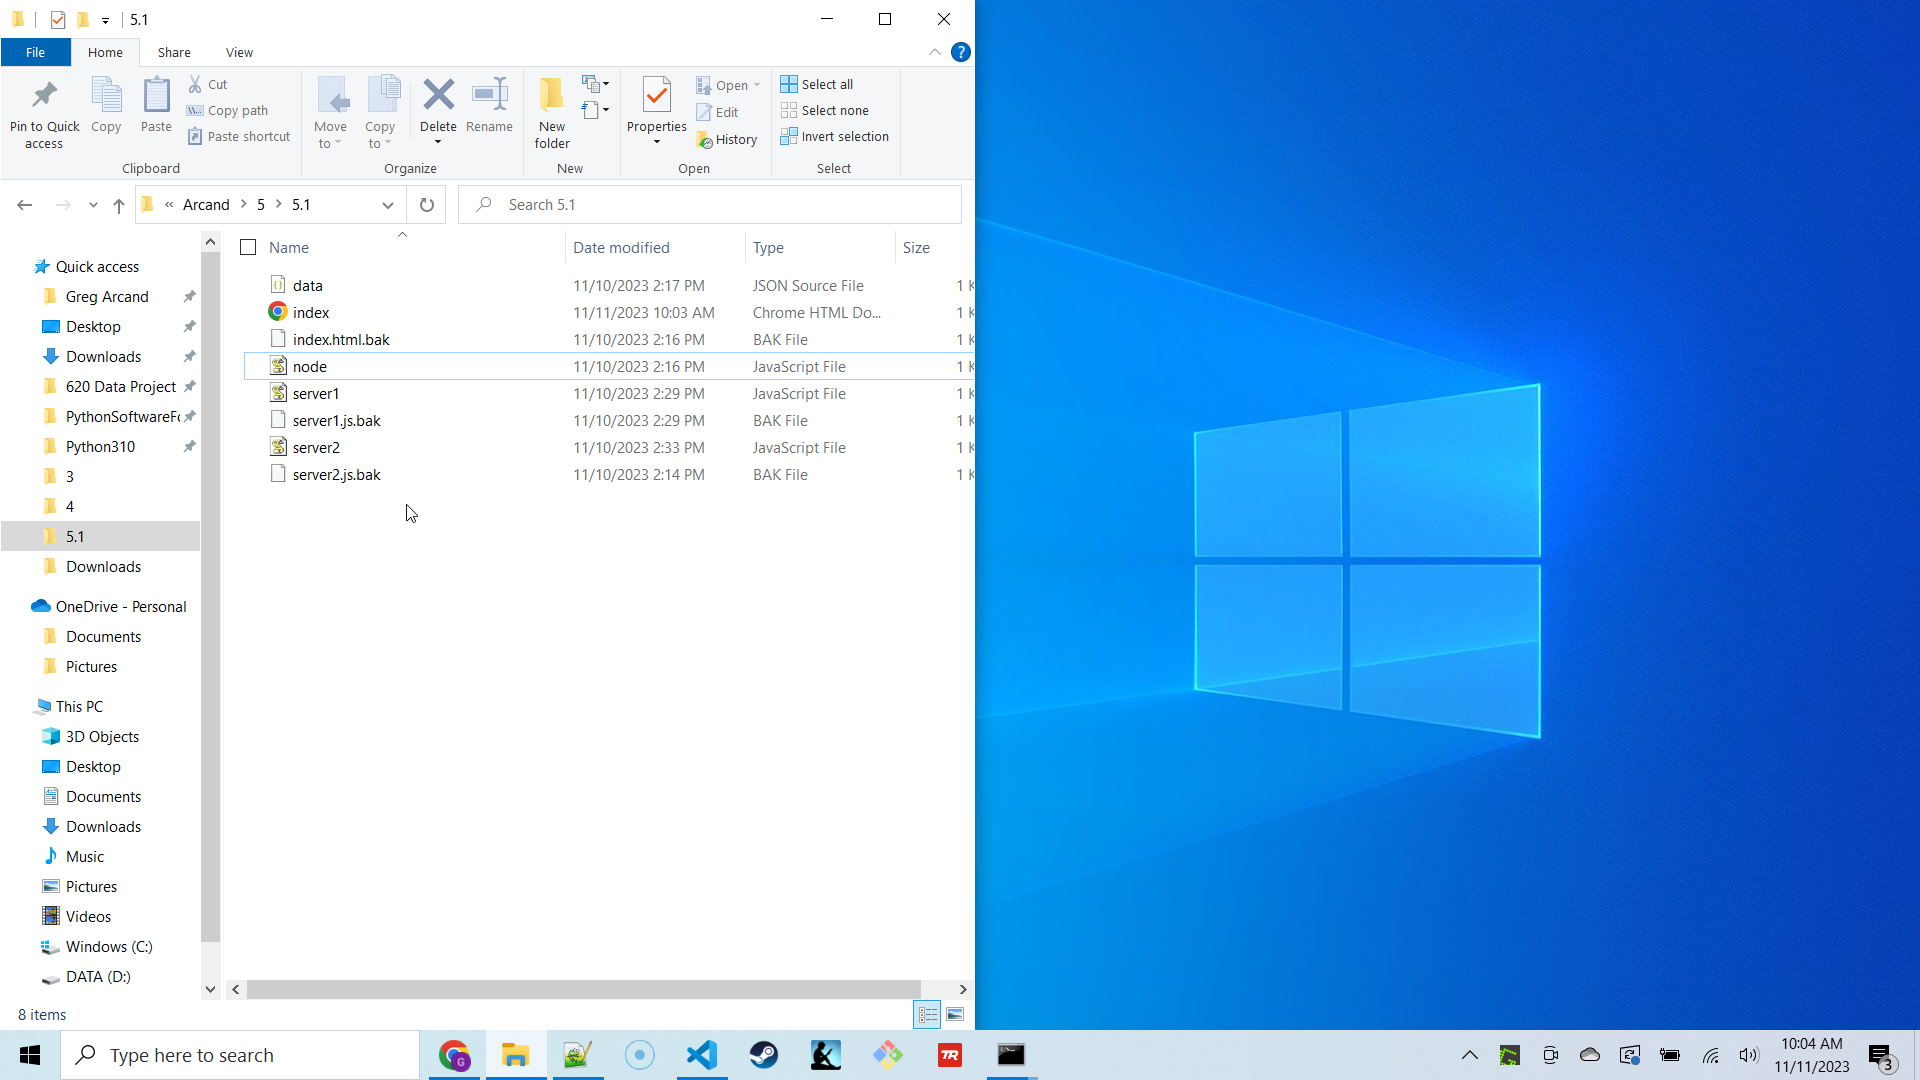 5.1
File
Home
Share
View
Pin to Quick access
Copy
Paste
Cut
Copy path
Paste shortcut
Clipboard
Move to
Copy to
Delete
Rename
Organize
New folder
New
Properties
Open
Edit
History
Open
Select all
Select none
Invert selection
Select
« Arcand > 5 > 5.1
Search 5.1
Name
Date modified
Type
Size
data 11/10/2023 2:17 PM JSON Source File 1
index 11/11/2023 10:03 AM Chrome HTML Do... 1
index.html.bak 11/10/2023 2:16 PM BAK File 1
node 11/10/2023 2:16 PM JavaScript File 1
server1 11/10/2023 2:29 PM JavaScript File 1
server1.js.bak 11/10/2023 2:29 PM BAK File 1
server2 11/10/2023 2:33 PM JavaScript File 1
server2.js.bak 11/10/2023 2:14 PM BAK File 1
Quick access
Greg Arcand
Desktop
Downloads
620 Data Project
Python310
3
4
5.1
Downloads
OneDrive - Personal
Documents
Pictures
This PC
3D Objects
Desktop
Documents
Downloads
Music
Pictures
Videos
Windows (C:)
DATA (D:)
8 items
Type here to search
G
TR
10:04 AM
11/11/2023
3